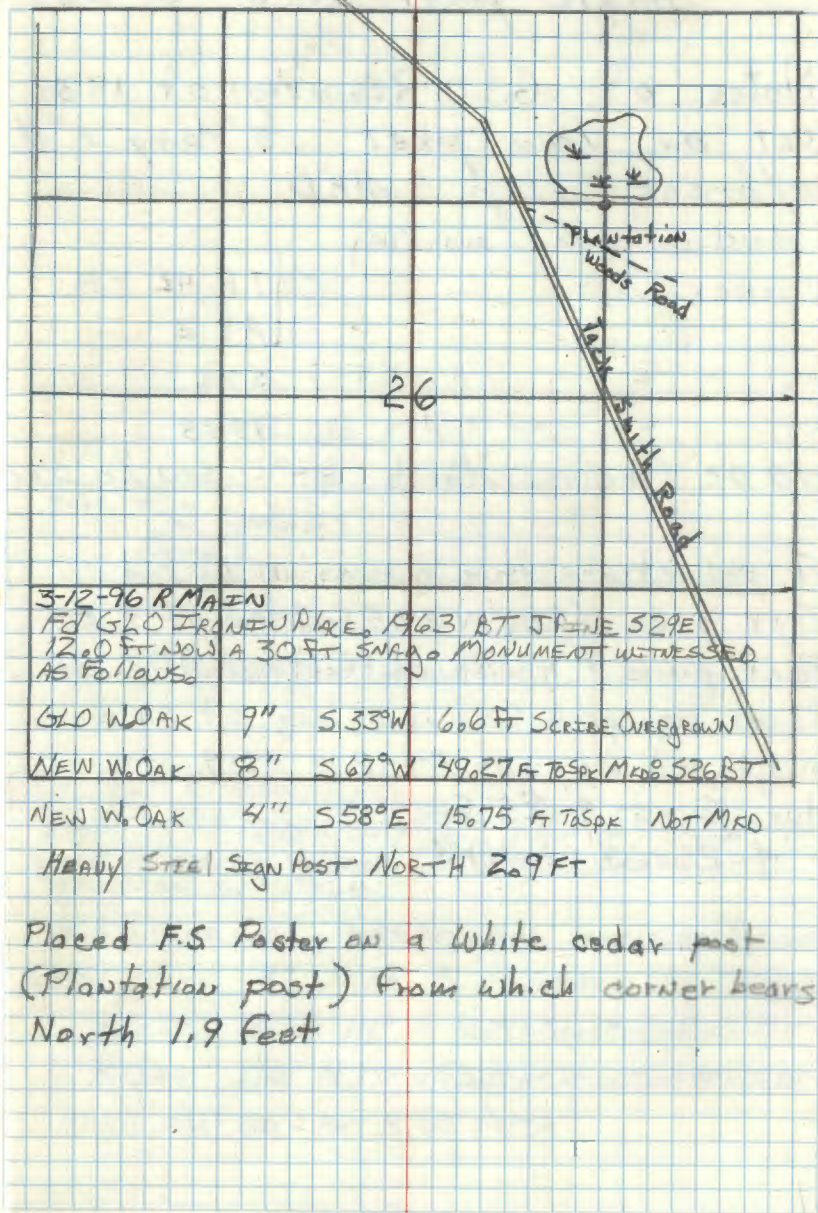 Plantation
Woods Road
Jack Smith Road
26
3-12-96 R MAIN
Fd GLO IRON IN PLACE. 1963 BT J PINE S29E
12.0 FT NOW A 30 FT SNAG. MONUMENT WITNESSED
AS FOLLOWS.
GLO W.OAK 9" S33°W 6.6 FT SCRIBE OVERGROWN
NEW W.OAK 8" S67°W 49.27 FT TO SPK MKD. S26 BT
NEW W.OAK 4" S58°E 15.75 FT TO SPK NOT MKD
HEAVY STEEL SIGN POST NORTH 2.9 FT
Placed F.S Poster on a white cedar post
(Plantation post) from which corner bears
North 1.9 feet